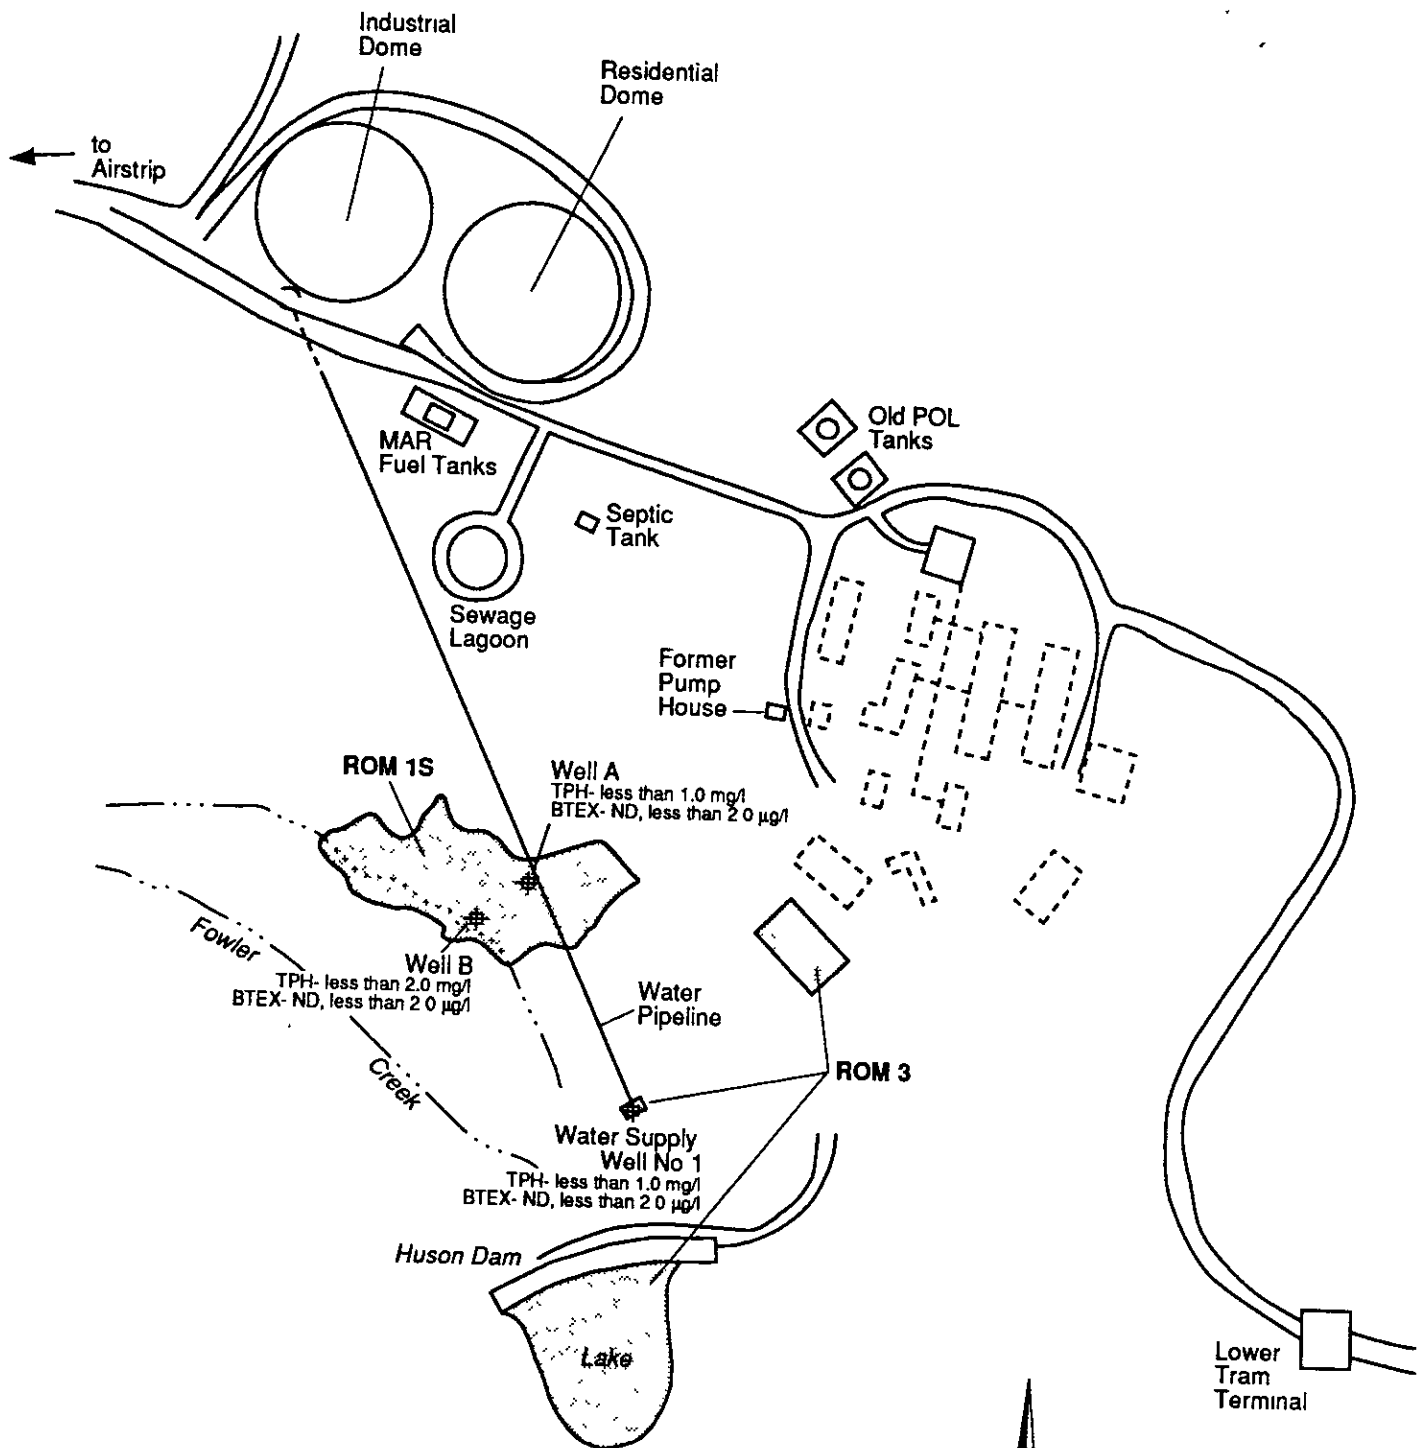 Industrial
Dome
Residential
Dome
to
Airstrip
Old POL
Tanks
MAR
Fuel Tanks
Septic
Tank
Sewage
Lagoon
Former
Pump
House
ROM 1S
Well A
TPH- less than 1.0 mg/l
BTEX- ND, less than 2 0 µg/l
Fowler
Creek
Well B
TPH- less than 2.0 mg/l
BTEX- ND, less than 2 0 µg/l
Water
Pipeline
ROM 3
Water Supply
Well No 1
TPH- less than 1.0 mg/l
BTEX- ND, less than 2 0 µg/l
Huson Dam
Lake
Lower
Tram
Terminal